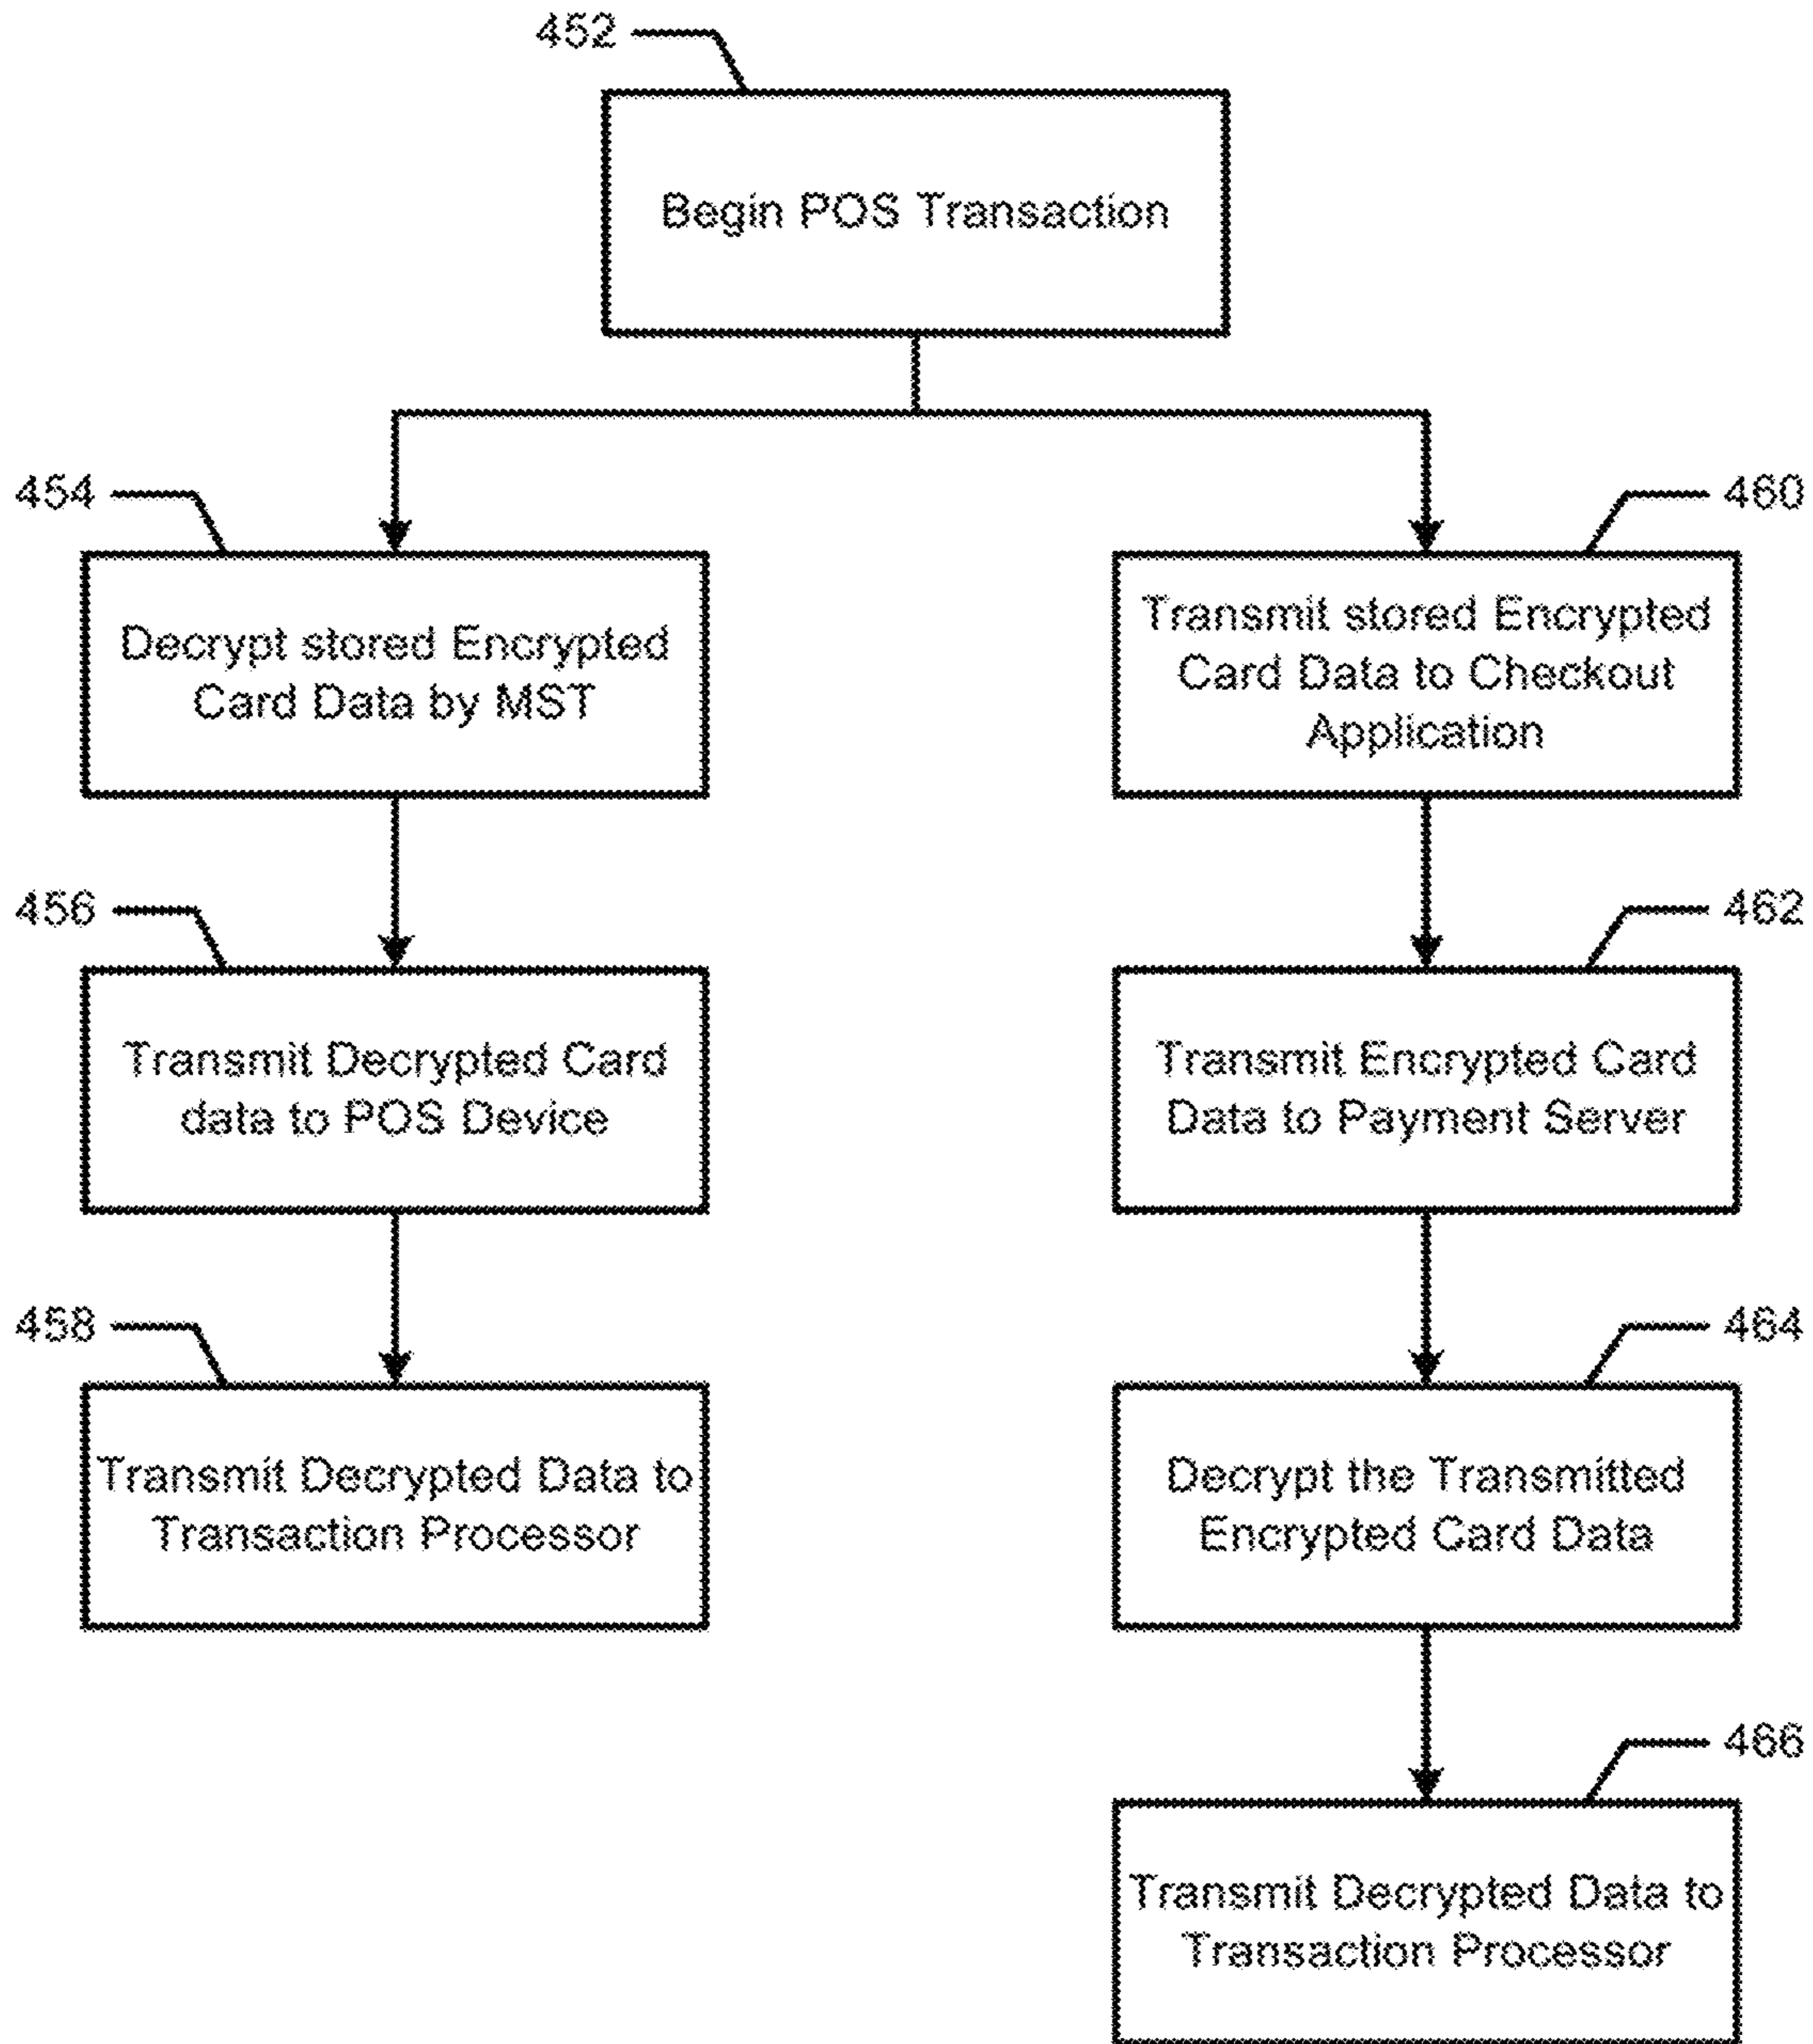 452
Begin POS Transaction
454
Decrypt stored Encrypted
Card Data by MST
456
Transmit Decrypted Card
data to POS Device
458
Transmit Decrypted Data to
Transaction Processor
460
Transmit stored Encrypted
Card Data to Checkout
Application
462
Transmit Encrypted Card
Data to Payment Server
464
Decrypt the Transmitted
Encrypted Card Data
466
Transmit Decrypted Data to
Transaction Processor